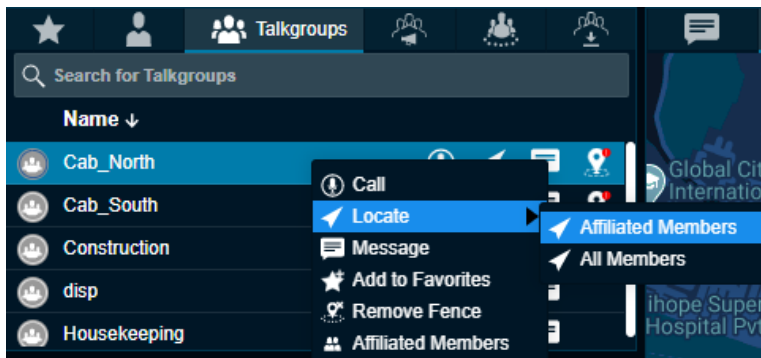 Talkgroups
Search for Talkgroups
Name ↓
Cab_North
Cab_South
Construction
disp
Housekeeping
Call
Locate
Message
Add to Favorites
Remove Fence
Affiliated Members
Affiliated Members
All Members
Global Cit
Internatio
ihope Super
Hospital Pvt